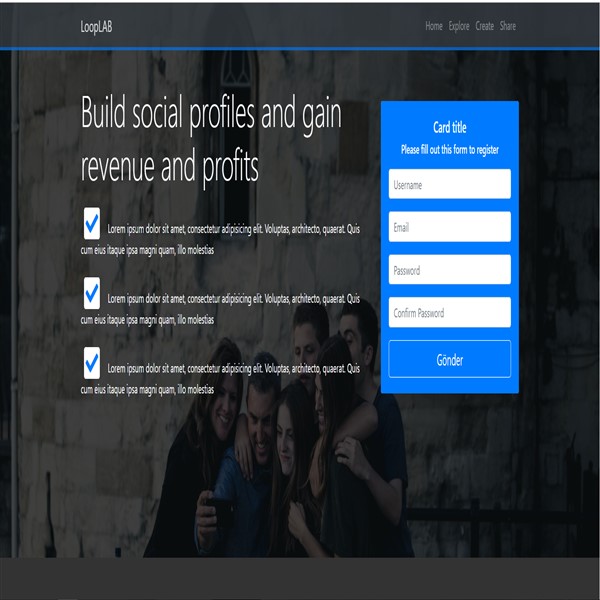 LoopLAB
Home Explore Create Share
Build social profiles and gain
revenue and profits
Lorem ipsum dolor sit amet, consectetur adipisicing elit. Voluptas, architecto, quaerat. Quis
cum eius itaque ipsa magni quam, illo molestias
Lorem ipsum dolor sit amet, consectetur adipisicing elit. Voluptas, architecto, quaerat. Quis
cum eius itaque ipsa magni quam, illo molestias
Lorem ipsum dolor sit amet, consectetur adipisicing elit. Voluptas, architecto, quaerat. Quis
cum eius itaque ipsa magni quam, illo molestias
Card title
Please fill out this form to register
Username
Email
Password
Confirm Password
Gönder